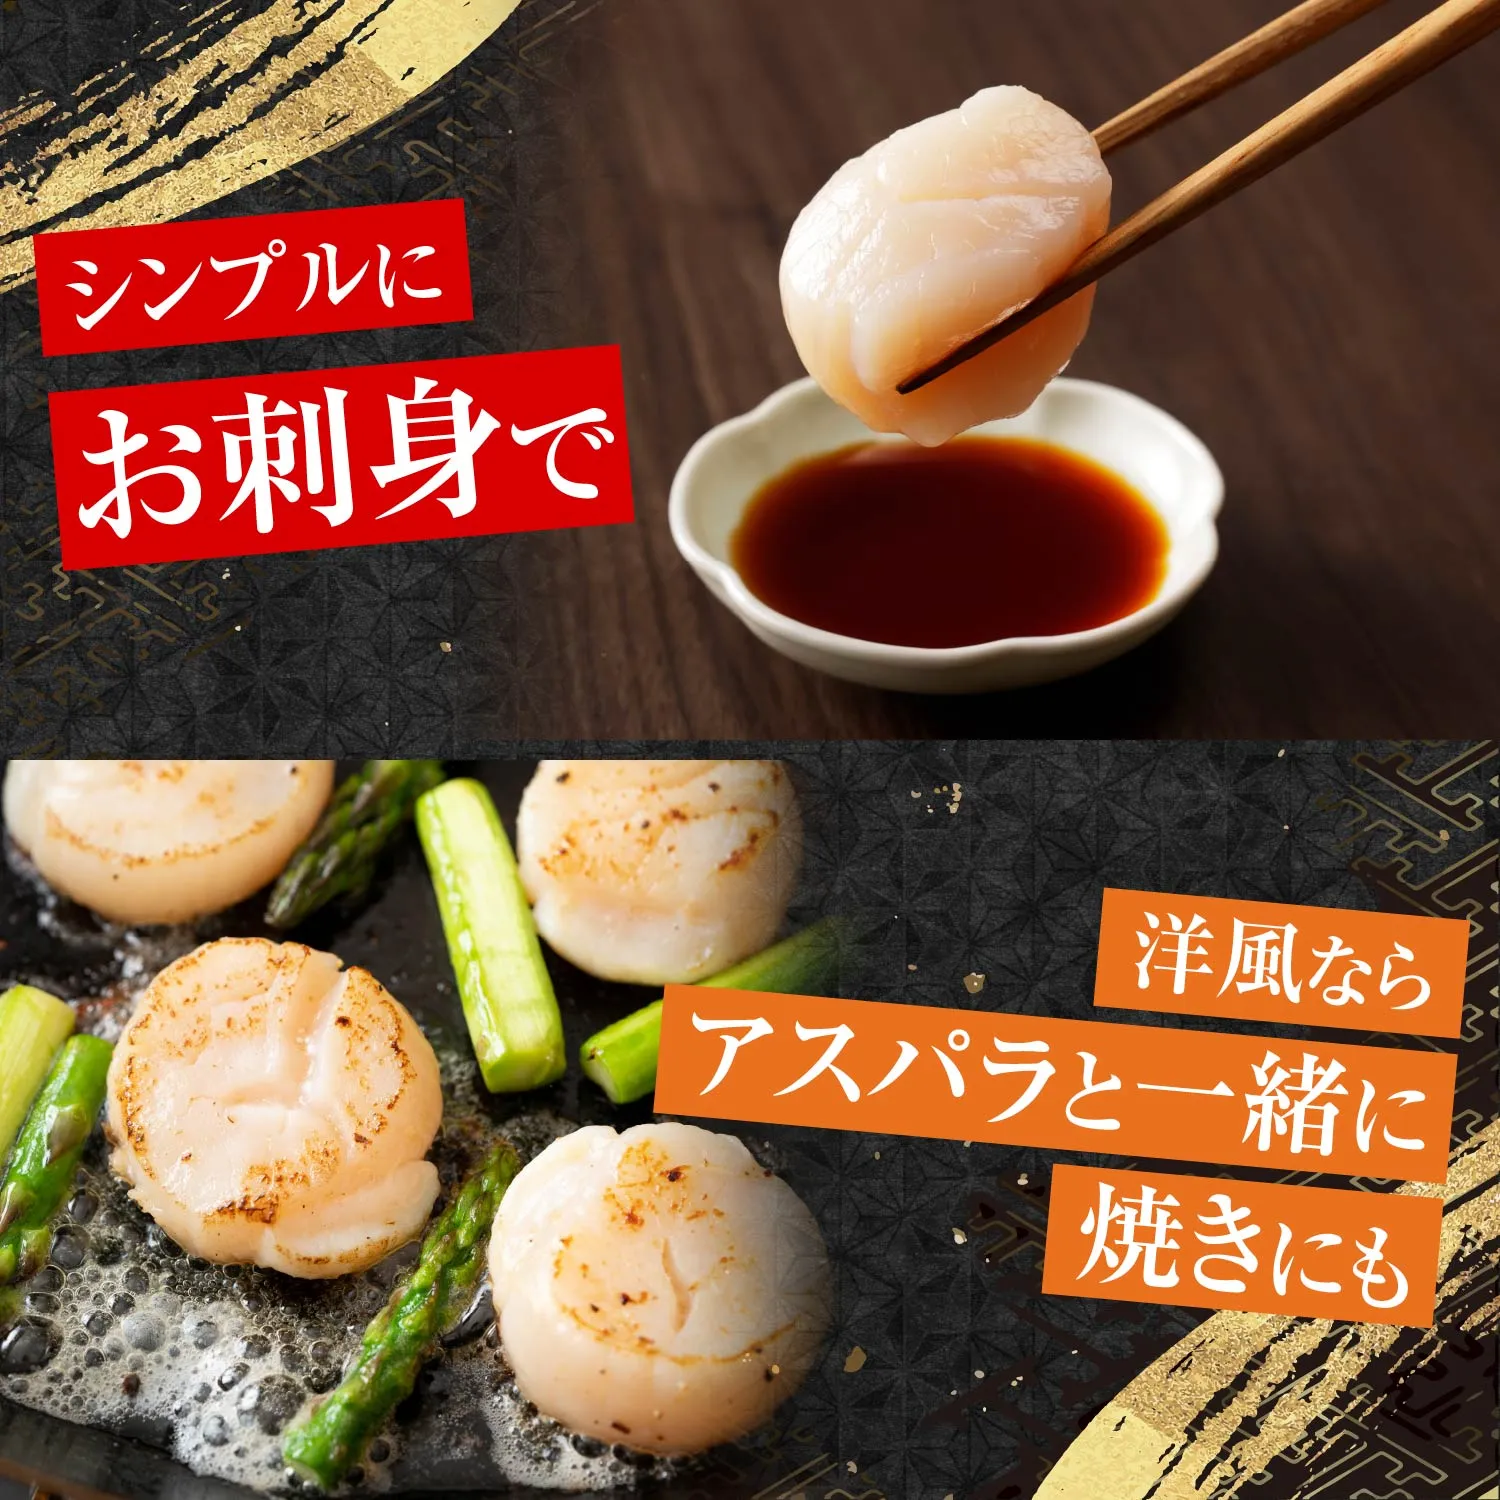 シンプルに
お刺身で
洋風なら
アスパラと一緒に
焼きにも